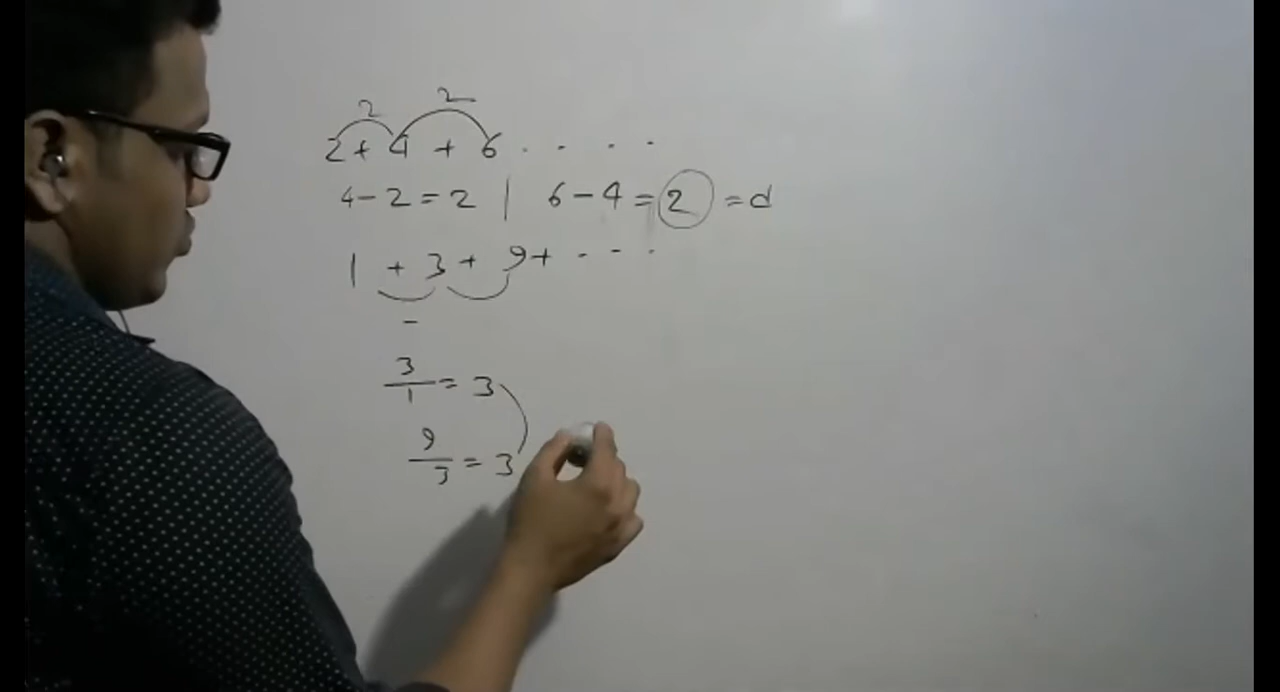 2 2
2 + 4 + 6 . . . .
4 - 2 = 2 | 6 - 4 = 2 = d
1 + 3 + 9 + . . .
-
3/1 = 3
9/3 = 3